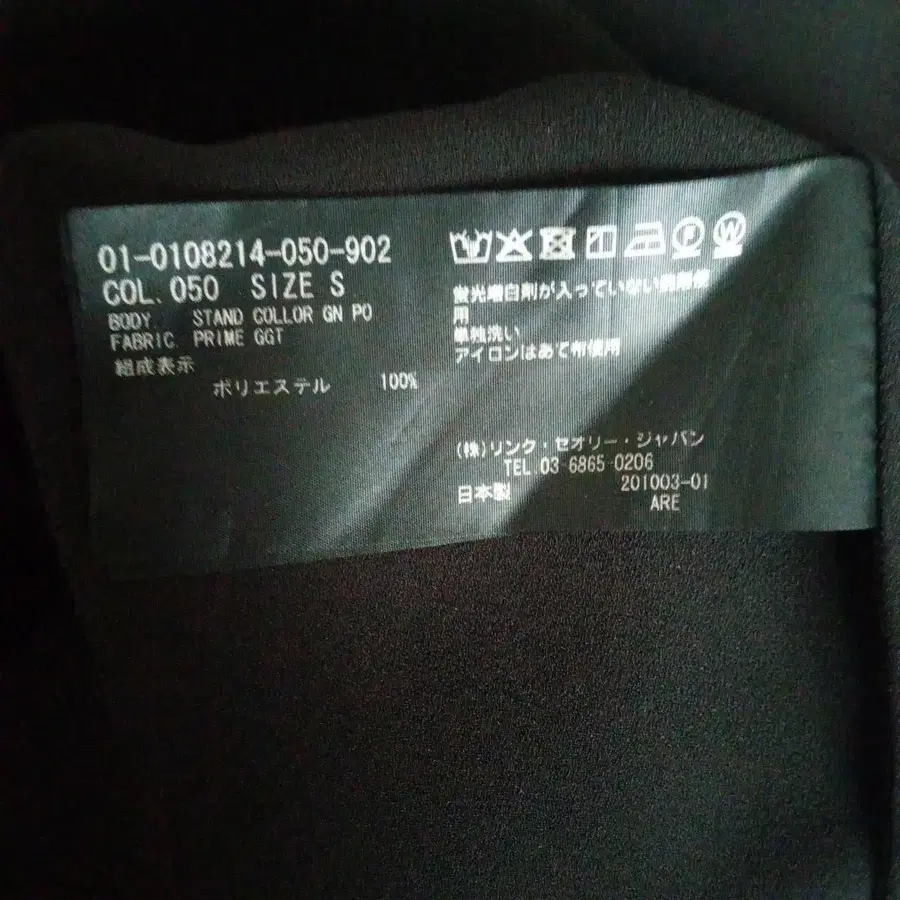 01-0108214-050-902
COL. 050 SIZE S
BODY. STAND COLLOR GN PO
FABRIC. PRIME GGT
組成表示
ポリエステル 100%
蛍光増白剤が入っていない洗剤使
用
単独洗い
アイロンはあて布使用
(株)リンク・セオリー・ジャパン
TEL.03-6865-0206
日本製 201003-01
ARE